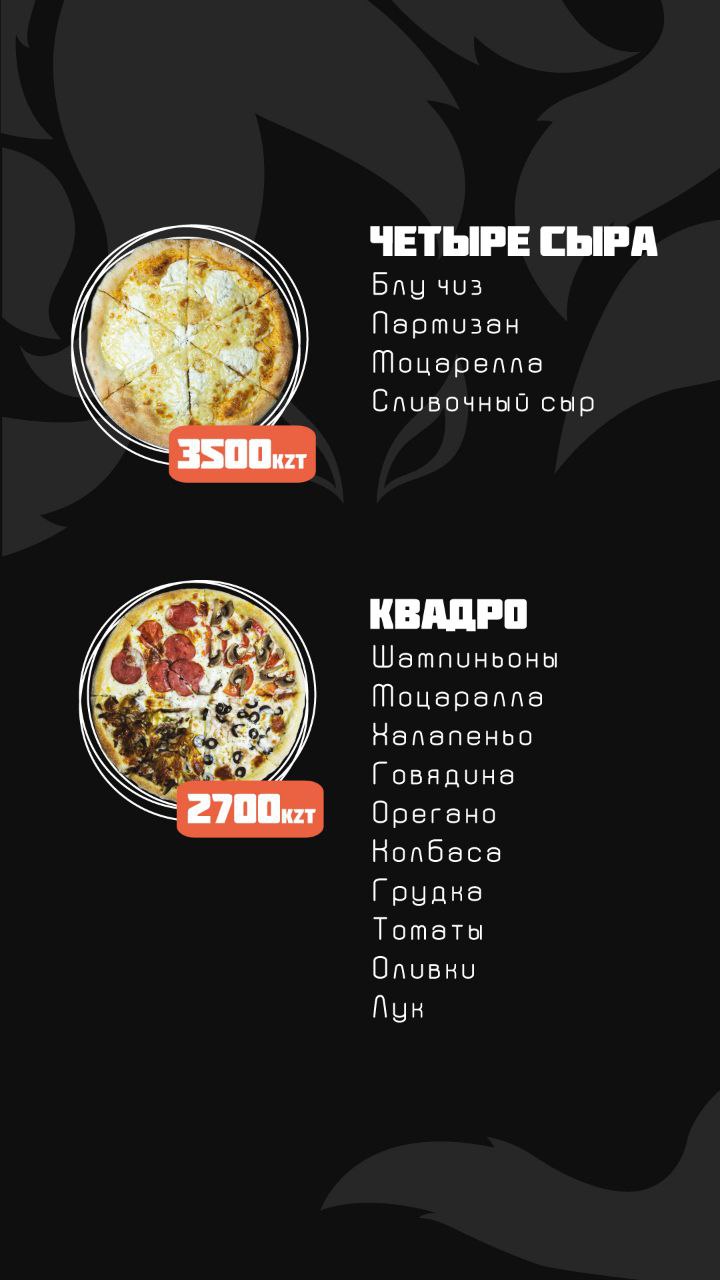 ЧЕТЫРЕ СЫРА
Блу чиз
Пармизан
Моцарелла
Сливочный сыр
3500KZT
КВАДРО
Шампиньоны
Моцаралла
Халапеньо
Говядина
Орегано
Колбаса
Грудка
Томаты
Оливки
Лук
2700KZT